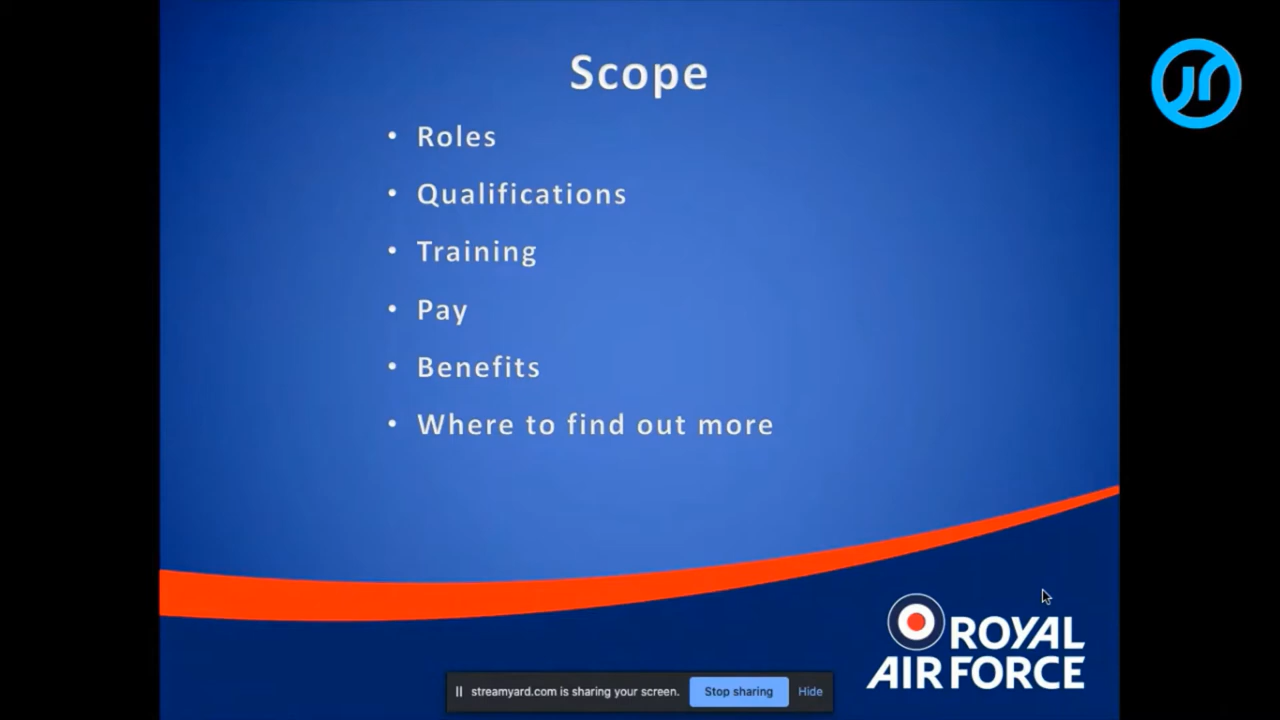 Scope
• Roles
• Qualifications
• Training
• Pay
• Benefits
• Where to find out more
ROYAL
AIR FORCE
streamyard.com is sharing your screen. Stop sharing Hide